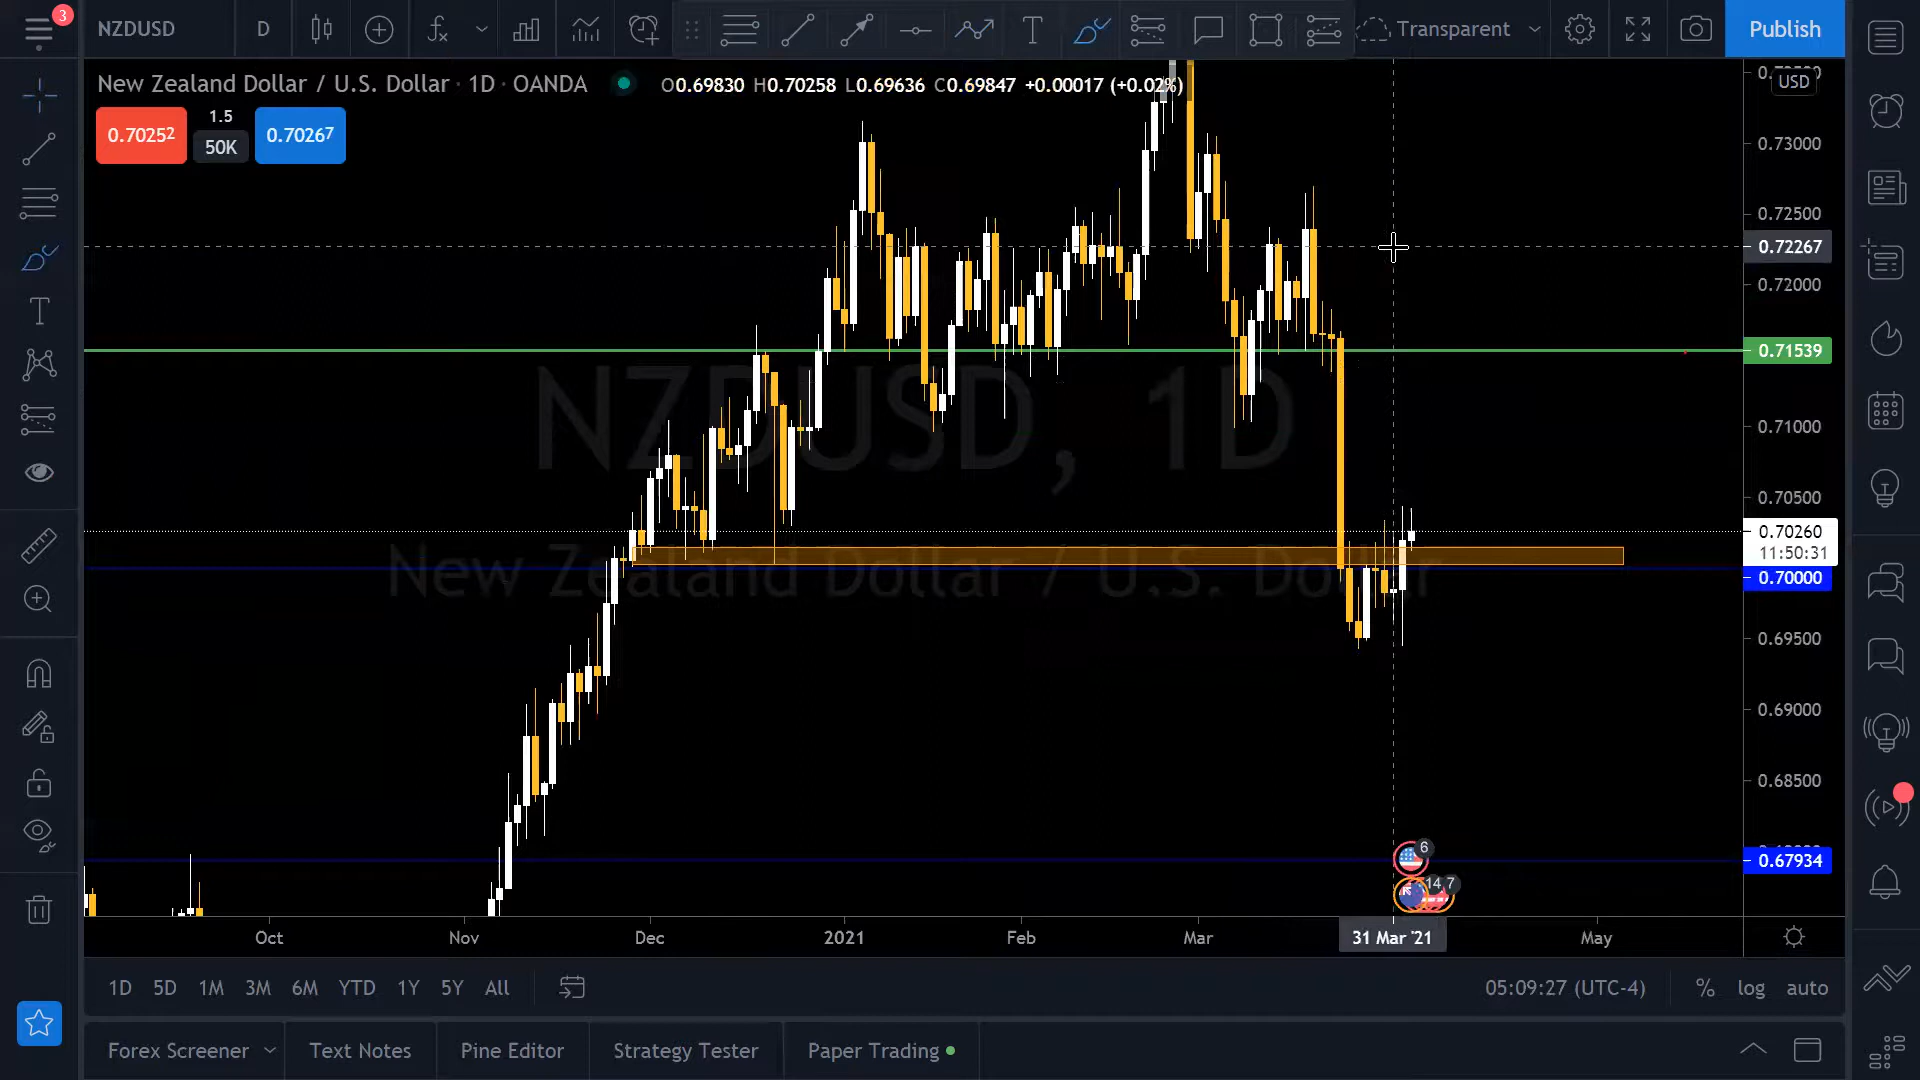 3
NZDUSD D Transparent Publish
New Zealand Dollar / U.S. Dollar · 1D · OANDA O0.69830 H0.70258 L0.69636 C0.69847 +0.00017 (+0.02%)
USD
0.70252 1.5 50K 0.70267
0.73000
0.72500
0.72267
0.72000
0.71539
NZDUSD, 1D
0.71000
0.70500
0.70260
11:50:31
New Zealand Dollar / U.S. Dollar
0.70000
0.69500
0.69000
0.68500
6
0.67934
14 7
Oct Nov Dec 2021 Feb Mar 31 Mar '21 May
1D 5D 1M 3M 6M YTD 1Y 5Y All 05:09:27 (UTC-4) % log auto
Forex Screener Text Notes Pine Editor Strategy Tester Paper Trading